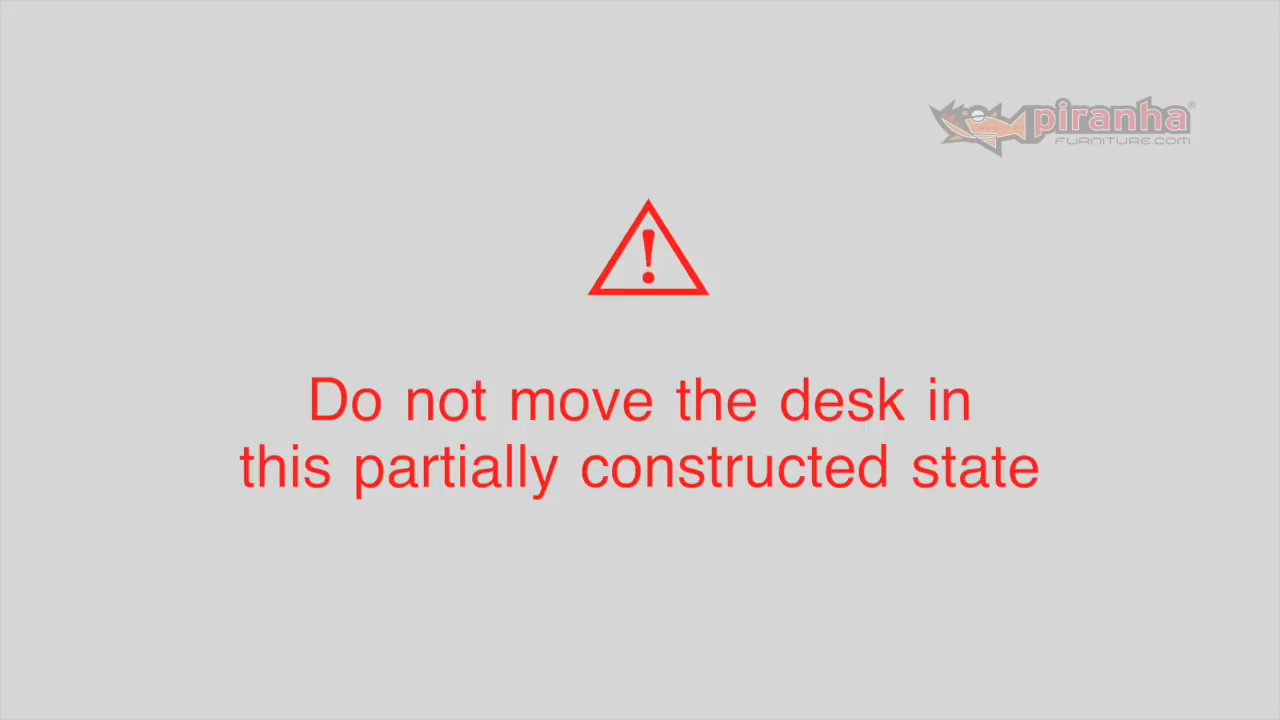 piranha®
FURNITURE.COM
!
Do not move the desk in
this partially constructed state